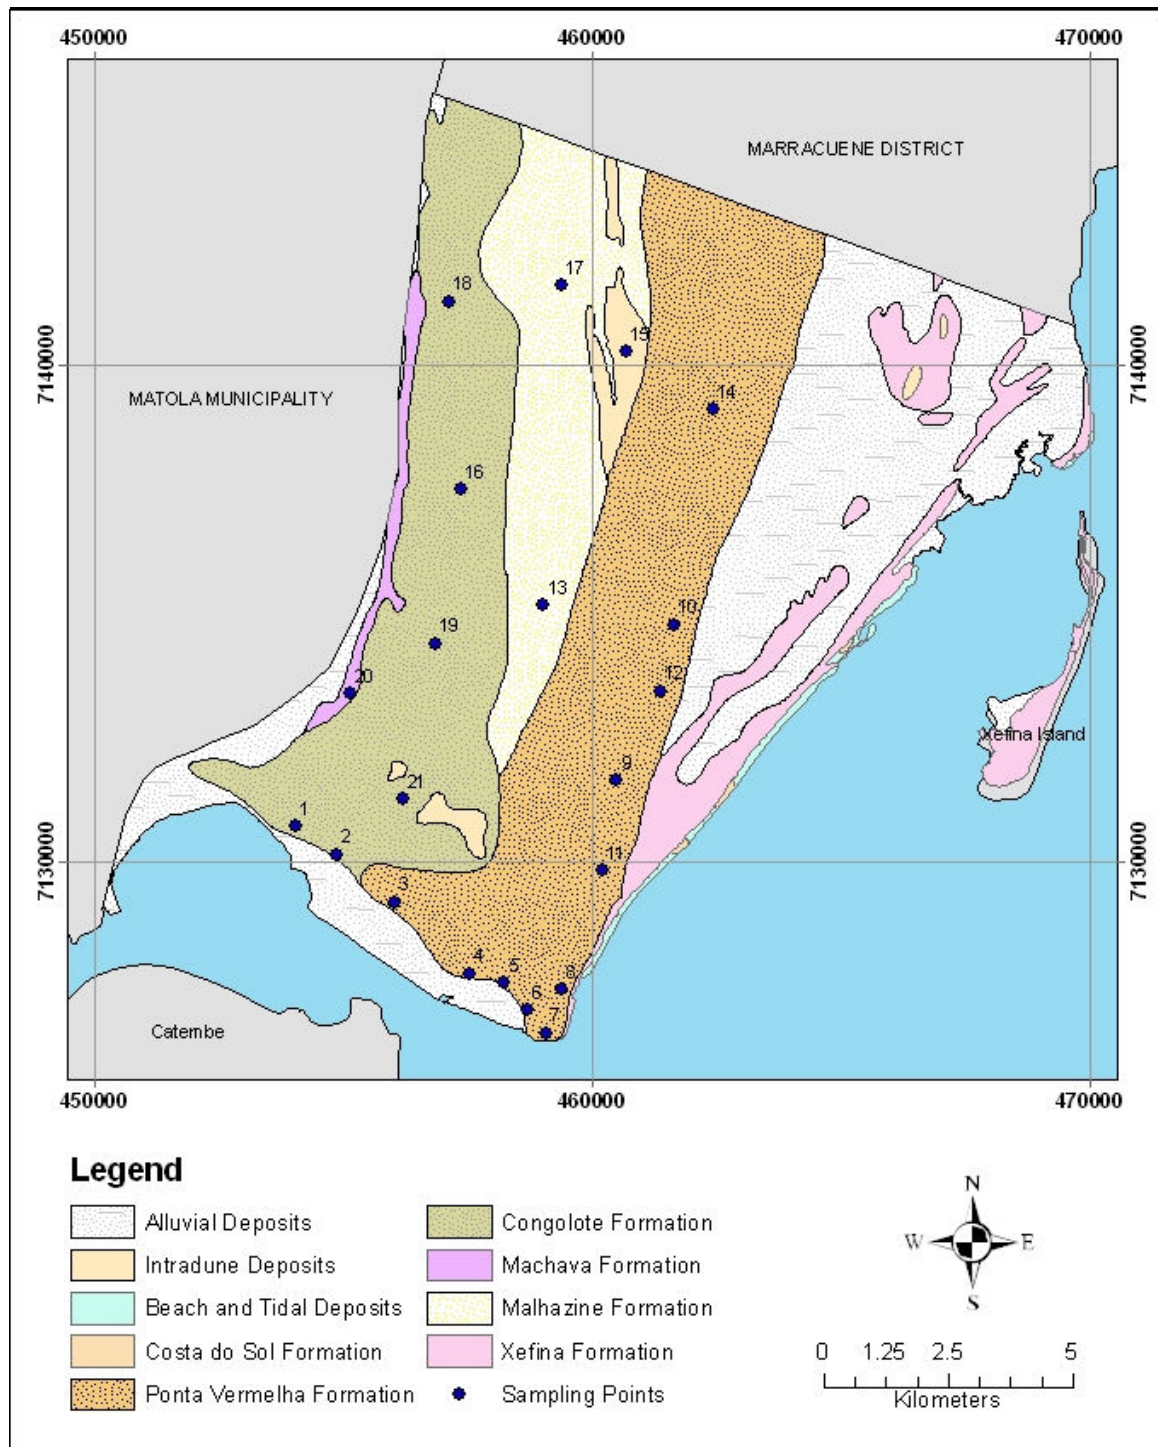 450000 460000 470000
MARRACUENE DISTRICT
18
17
15
7140000 7140000
MATOLA MUNICIPALITY
14
16
13
10
19
12
20
Xefina Island
9
21
1
2
11
7130000 7130000
3
4
5
8
6
7
Catembe
450000 460000 470000
Legend
Alluvial Deposits
Intradune Deposits
Beach and Tidal Deposits
Costa do Sol Formation
Ponta Vermelha Formation
Congolote Formation
Machava Formation
Malhazine Formation
Xefina Formation
Sampling Points
N
W E
S
0 1.25 2.5 5
Kilometers